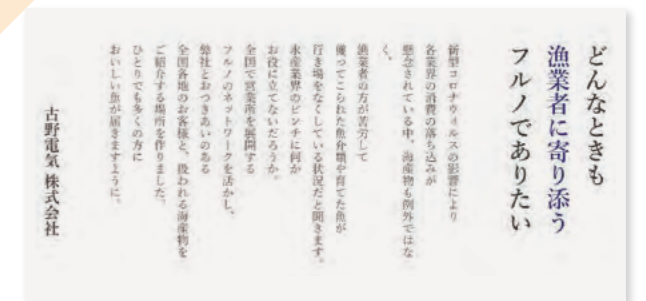 どんなときも
漁業者に寄り添う
フルノでありたい
新型コロナウィルスの影響により
各業界の消費の落ち込みが
懸念されている中、海産物も例外ではな
く、
漁業者の方が苦労して
獲ってこられた魚介類や育てた魚が
行き場をなくしている状況だと聞きます。
水産業界のピンチに何か
お役に立てないだろうか。
全国で営業所を展開する
フルノのネットワークを活かし、
弊社とおつきあいのある
全国各地のお客様と、扱われる海産物を
ご紹介する場所を作りました。
ひとりでも多くの方に
おいしい魚が届きますように。
古野電気 株式会社